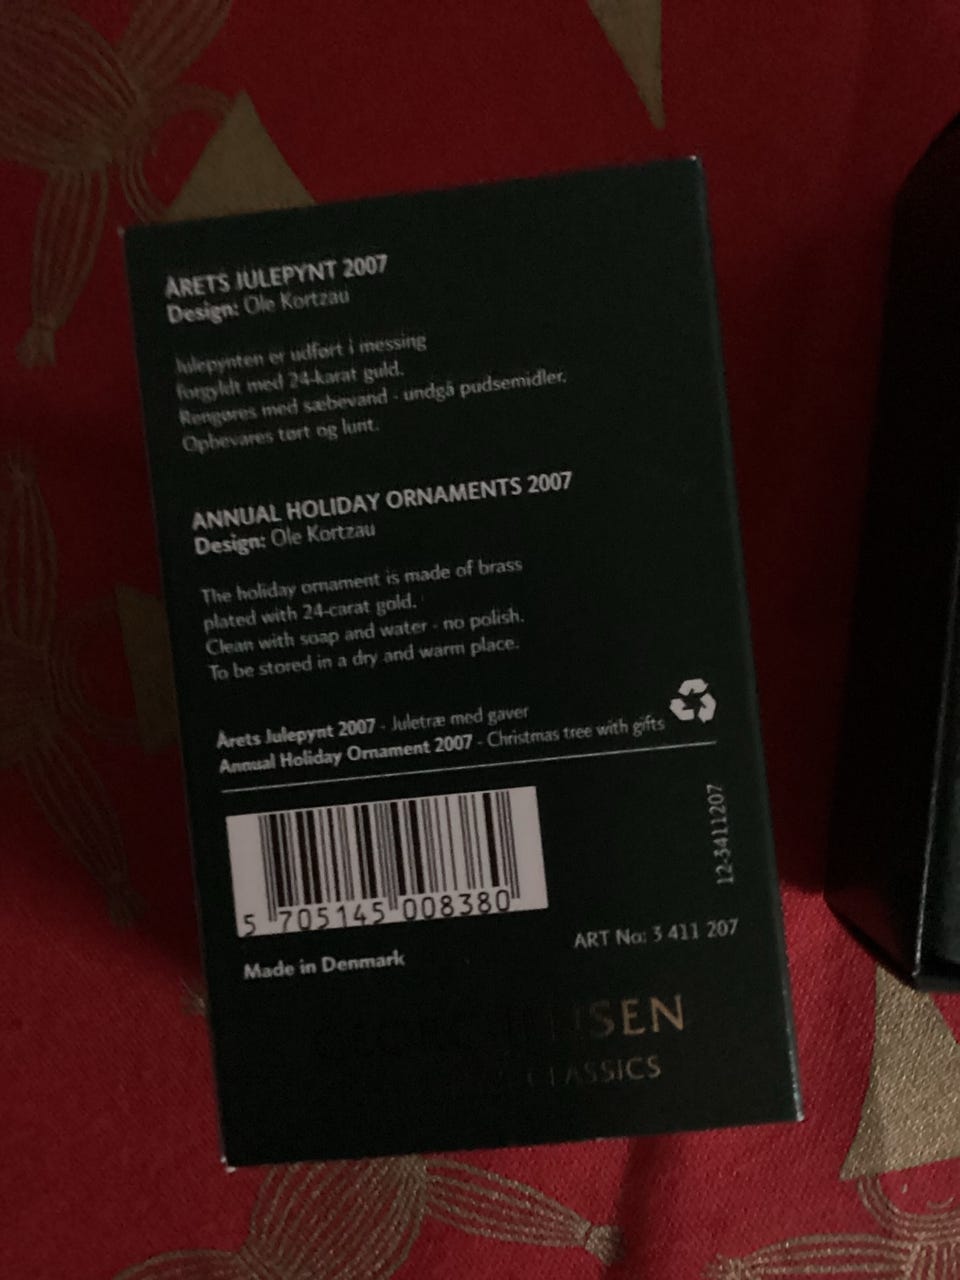 ÅRETS JULEPYNT 2007
Design: Ole Kortzau
Julepynten er udført i messing
forgyldt med 24-karat guld.
Rengøres med sæbevand - undgå pudsemidler.
Opbevares tørt og lunt.
ANNUAL HOLIDAY ORNAMENTS 2007
Design: Ole Kortzau
The holiday ornament is made of brass
plated with 24-carat gold.
Clean with soap and water - no polish.
To be stored in a dry and warm place.
Årets Julepynt 2007 - Juletræ med gaver
Annual Holiday Ornament 2007 - Christmas tree with gifts
12-3411207
5 705145 008380
ART No: 3 411 207
Made in Denmark
GEORG JENSEN
CLASSICS